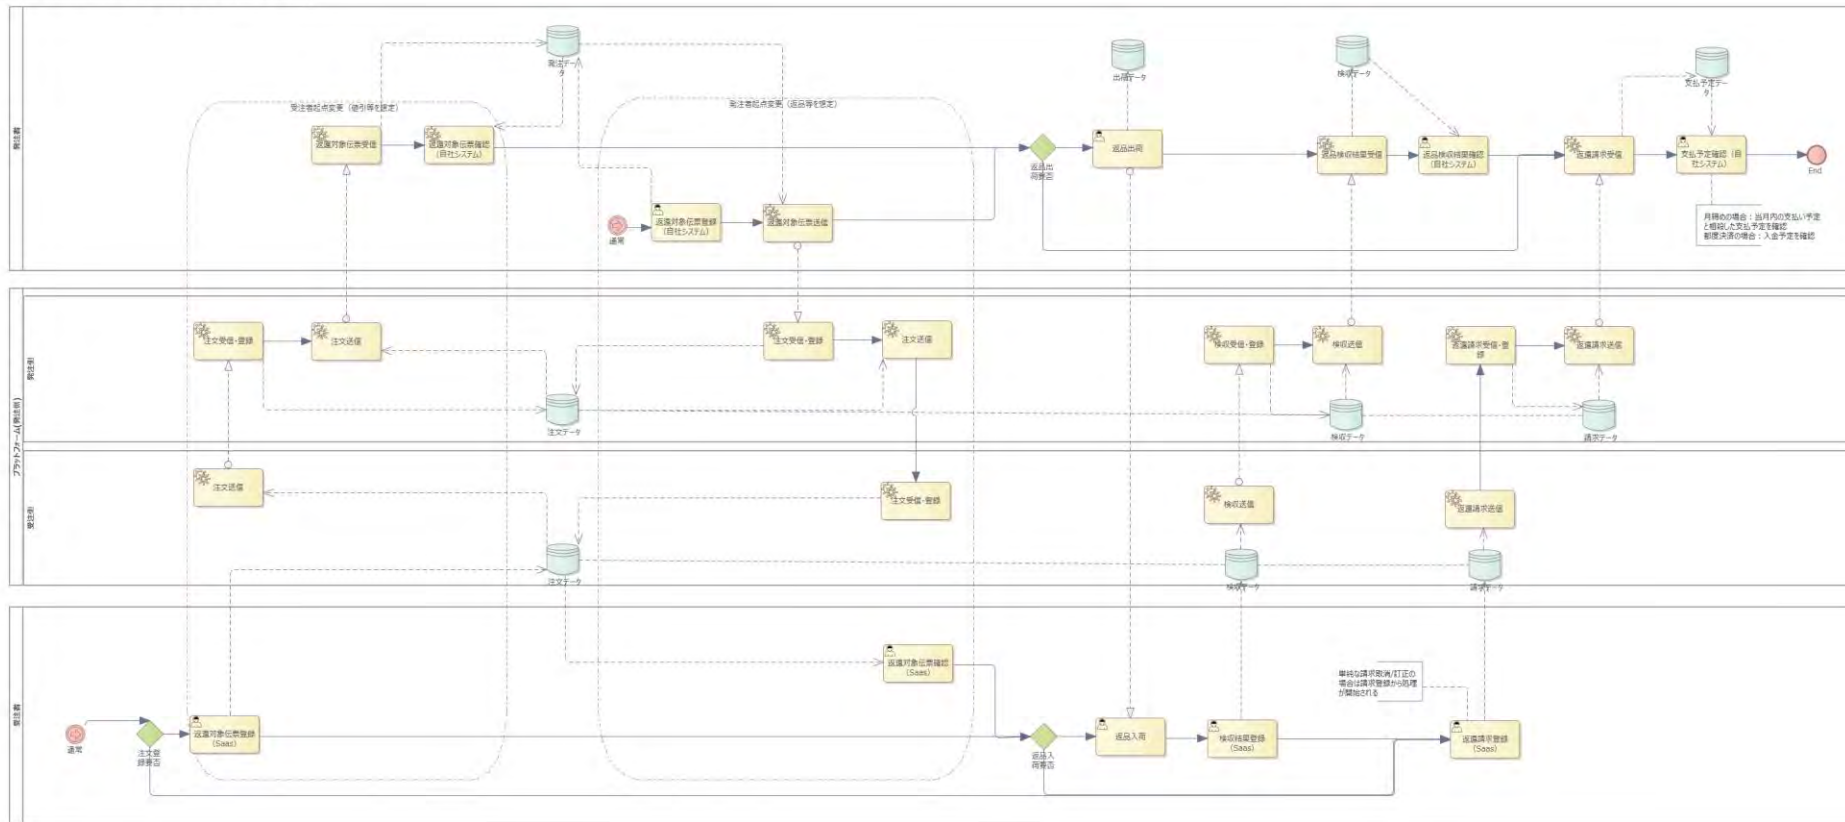 発注者
発注デー
タ
出荷データ
検収データ
支払予定デー
タ
受注者起点変更（値引等を想定）
発注者起点変更（返品等を想定）
返還対象伝票受信
返還対象伝票確認
（自社システム）
返品出
荷要否
返品出荷
返品検収結果受信
返品検収結果確認
（自社システム）
返還請求受信
支払予定確認（自
社システム）
End
通常
返還対象伝票登録
（自社システム）
返還対象伝票送信
月締めの場合：当月内の支払い予定
と相殺した支払予定を確認
都度決済の場合：入金予定を確認
プラットフォーム(発注側)
発注側
注文受信・登録
注文送信
注文受信・登録
注文送信
検収受信・登録
検収送信
返還請求受信・登
録
返還請求送信
注文データ
検収データ
請求データ
受注側
注文送信
注文受信・登録
検収送信
返還請求送信
注文データ
検収データ
請求データ
受注者
返還対象伝票確認
（Saas）
単純な請求取消/訂正の
場合は請求登録から処理
が開始される
通常
注文登
録要否
返還対象伝票登録
（Saas）
返品入
荷要否
返品入荷
検収結果登録
（Saas）
返還請求登録
（Saas）